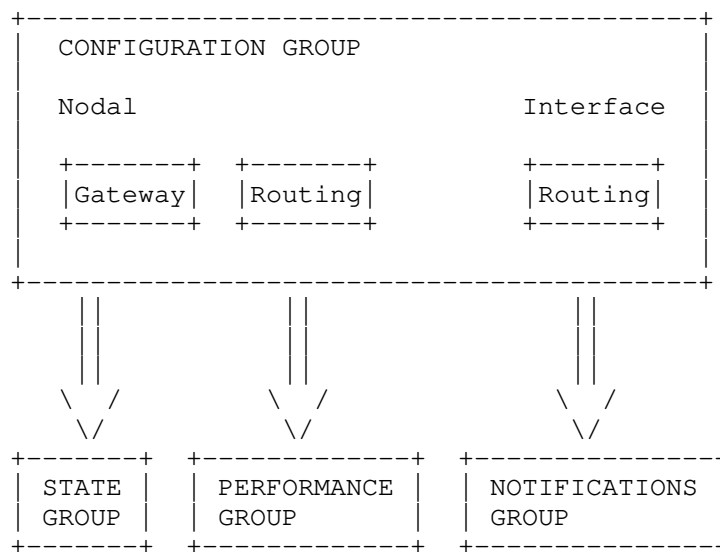 CONFIGURATION GROUP
Nodal Interface
Gateway Routing Routing
STATE PERFORMANCE NOTIFICATIONS
GROUP GROUP GROUP